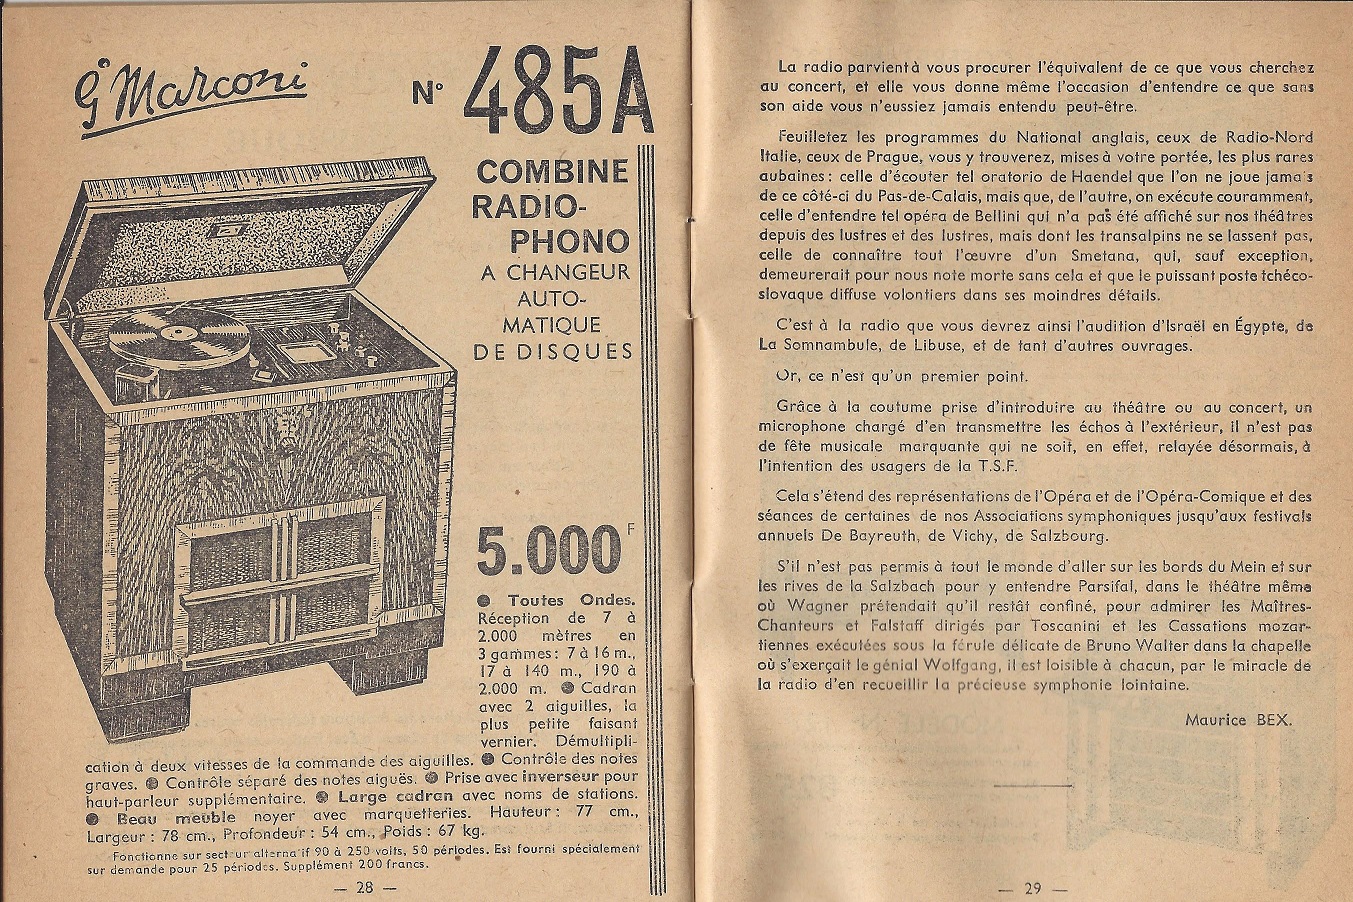 G Marconi
N° 485A
COMBINE
RADIO-
PHONO
A CHANGEUR
AUTO-
MATIQUE
DE DISQUES
5.000 F
● Toutes Ondes.
Réception de 7 à
2.000 mètres en
3 gammes: 7 à 16 m.,
17 à 140 m., 190 à
2.000 m. ● Cadran
avec 2 aiguilles, la
plus petite faisant
vernier. Démultipli-
cation à deux vitesses de la commande des aiguilles. ● Contrôle des notes
graves. ● Contrôle séparé des notes aiguës. ● Prise avec inverseur pour
haut-parleur supplémentaire. ● Large cadran avec noms de stations.
● Beau meuble noyer avec marquetteries. Hauteur : 77 cm.,
Largeur : 78 cm., Profondeur : 54 cm., Poids : 67 kg.
Fonctionne sur secteur alternatif 90 à 250 volts, 50 périodes. Est fourni spécialement
sur demande pour 25 périodes. Supplément 200 francs.
— 28 —
La radio parvient à vous procurer l'équivalent de ce que vous cherchez
au concert, et elle vous donne même l'occasion d'entendre ce que sans
son aide vous n'eussiez jamais entendu peut-être.
Feuilletez les programmes du National anglais, ceux de Radio-Nord
Italie, ceux de Prague, vous y trouverez, mises à votre portée, les plus rares
aubaines : celle d'écouter tel oratorio de Haendel que l'on ne joue jamais
de ce côté-ci du Pas-de-Calais, mais que, de l'autre, on exécute couramment,
celle d'entendre tel opéra de Bellini qui n'a pas été affiché sur nos théâtres
depuis des lustres et des lustres, mais dont les transalpins ne se lassent pas,
celle de connaître tout l'œuvre d'un Smetana, qui, sauf exception,
demeurerait pour nous note morte sans cela et que le puissant poste tchéco-
slovaque diffuse volontiers dans ses moindres détails.
C'est à la radio que vous devrez ainsi l'audition d'Israël en Égypte, de
La Somnambule, de Libuse, et de tant d'autres ouvrages.
Or, ce n'est qu'un premier point.
Grâce à la coutume prise d'introduire au théâtre ou au concert, un
microphone chargé d'en transmettre les échos à l'extérieur, il n'est pas
de fête musicale marquante qui ne soit, en effet, relayée désormais, à
l'intention des usagers de la T.S.F.
Cela s'étend des représentations de l'Opéra et de l'Opéra-Comique et des
séances de certaines de nos Associations symphoniques jusqu'aux festivals
annuels De Bayreuth, de Vichy, de Salzbourg.
S'il n'est pas permis à tout le monde d'aller sur les bords du Mein et sur
les rives de la Salzbach pour y entendre Parsifal, dans le théâtre même
où Wagner prétendait qu'il restât confiné, pour admirer les Maîtres-
Chanteurs et Falstaff dirigés par Toscanini et les Cassations mozar-
tiennes exécutées sous la férule délicate de Bruno Walter dans la chapelle
où s'exerçait le génial Wolfgang, il est loisible à chacun, par le miracle de
la radio d'en recueillir la précieuse symphonie lointaine.
Maurice BEX.
— 29 —